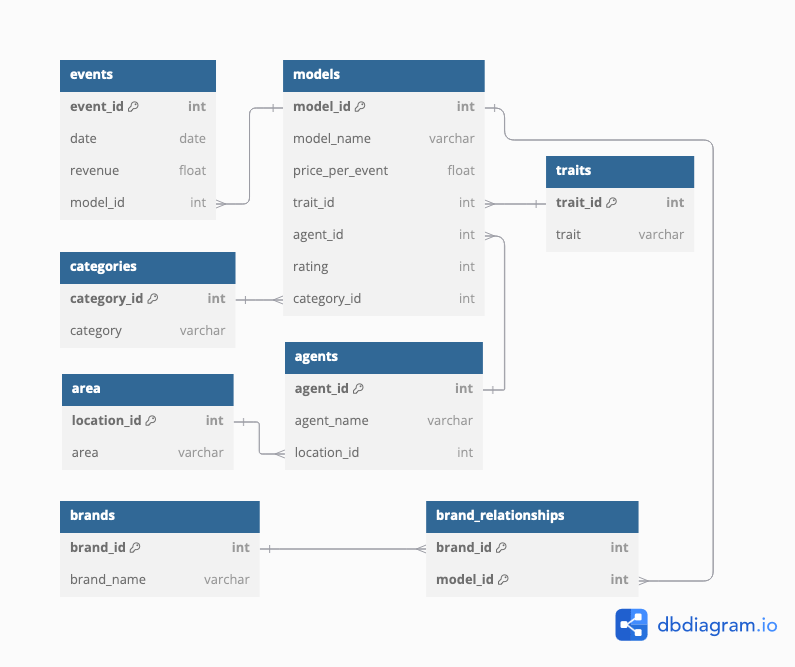 events
event_id int
date date
revenue float
model_id int
models
model_id int
model_name varchar
price_per_event float
trait_id int
agent_id int
rating int
category_id int
traits
trait_id int
trait varchar
categories
category_id int
category varchar
agents
agent_id int
agent_name varchar
location_id int
area
location_id int
area varchar
brands
brand_id int
brand_name varchar
brand_relationships
brand_id int
model_id int
dbdiagram.io